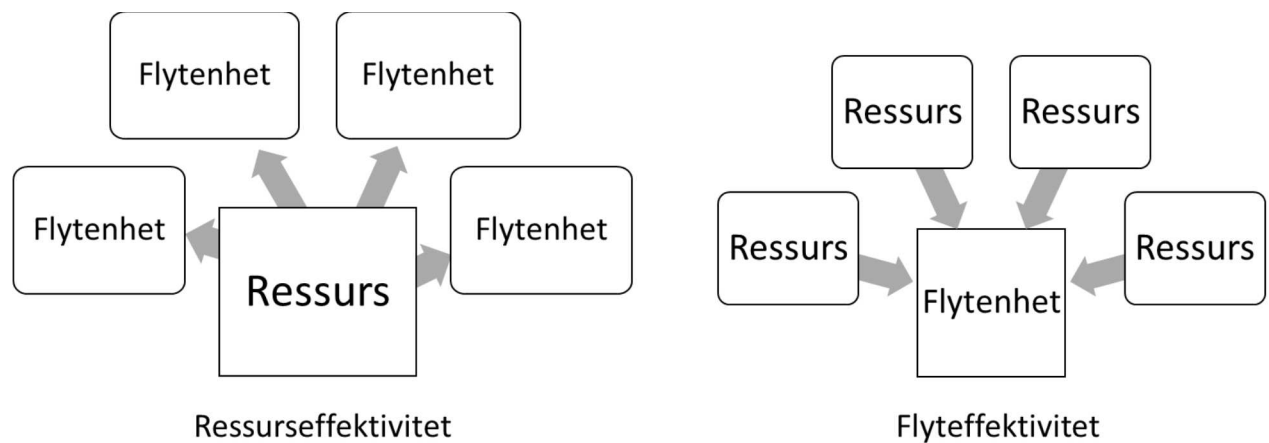 Flytenhet
Flytenhet
Flytenhet
Flytenhet
Ressurs
Ressurseffektivitet
Ressurs
Ressurs
Ressurs
Ressurs
Flytenhet
Flyteffektivitet